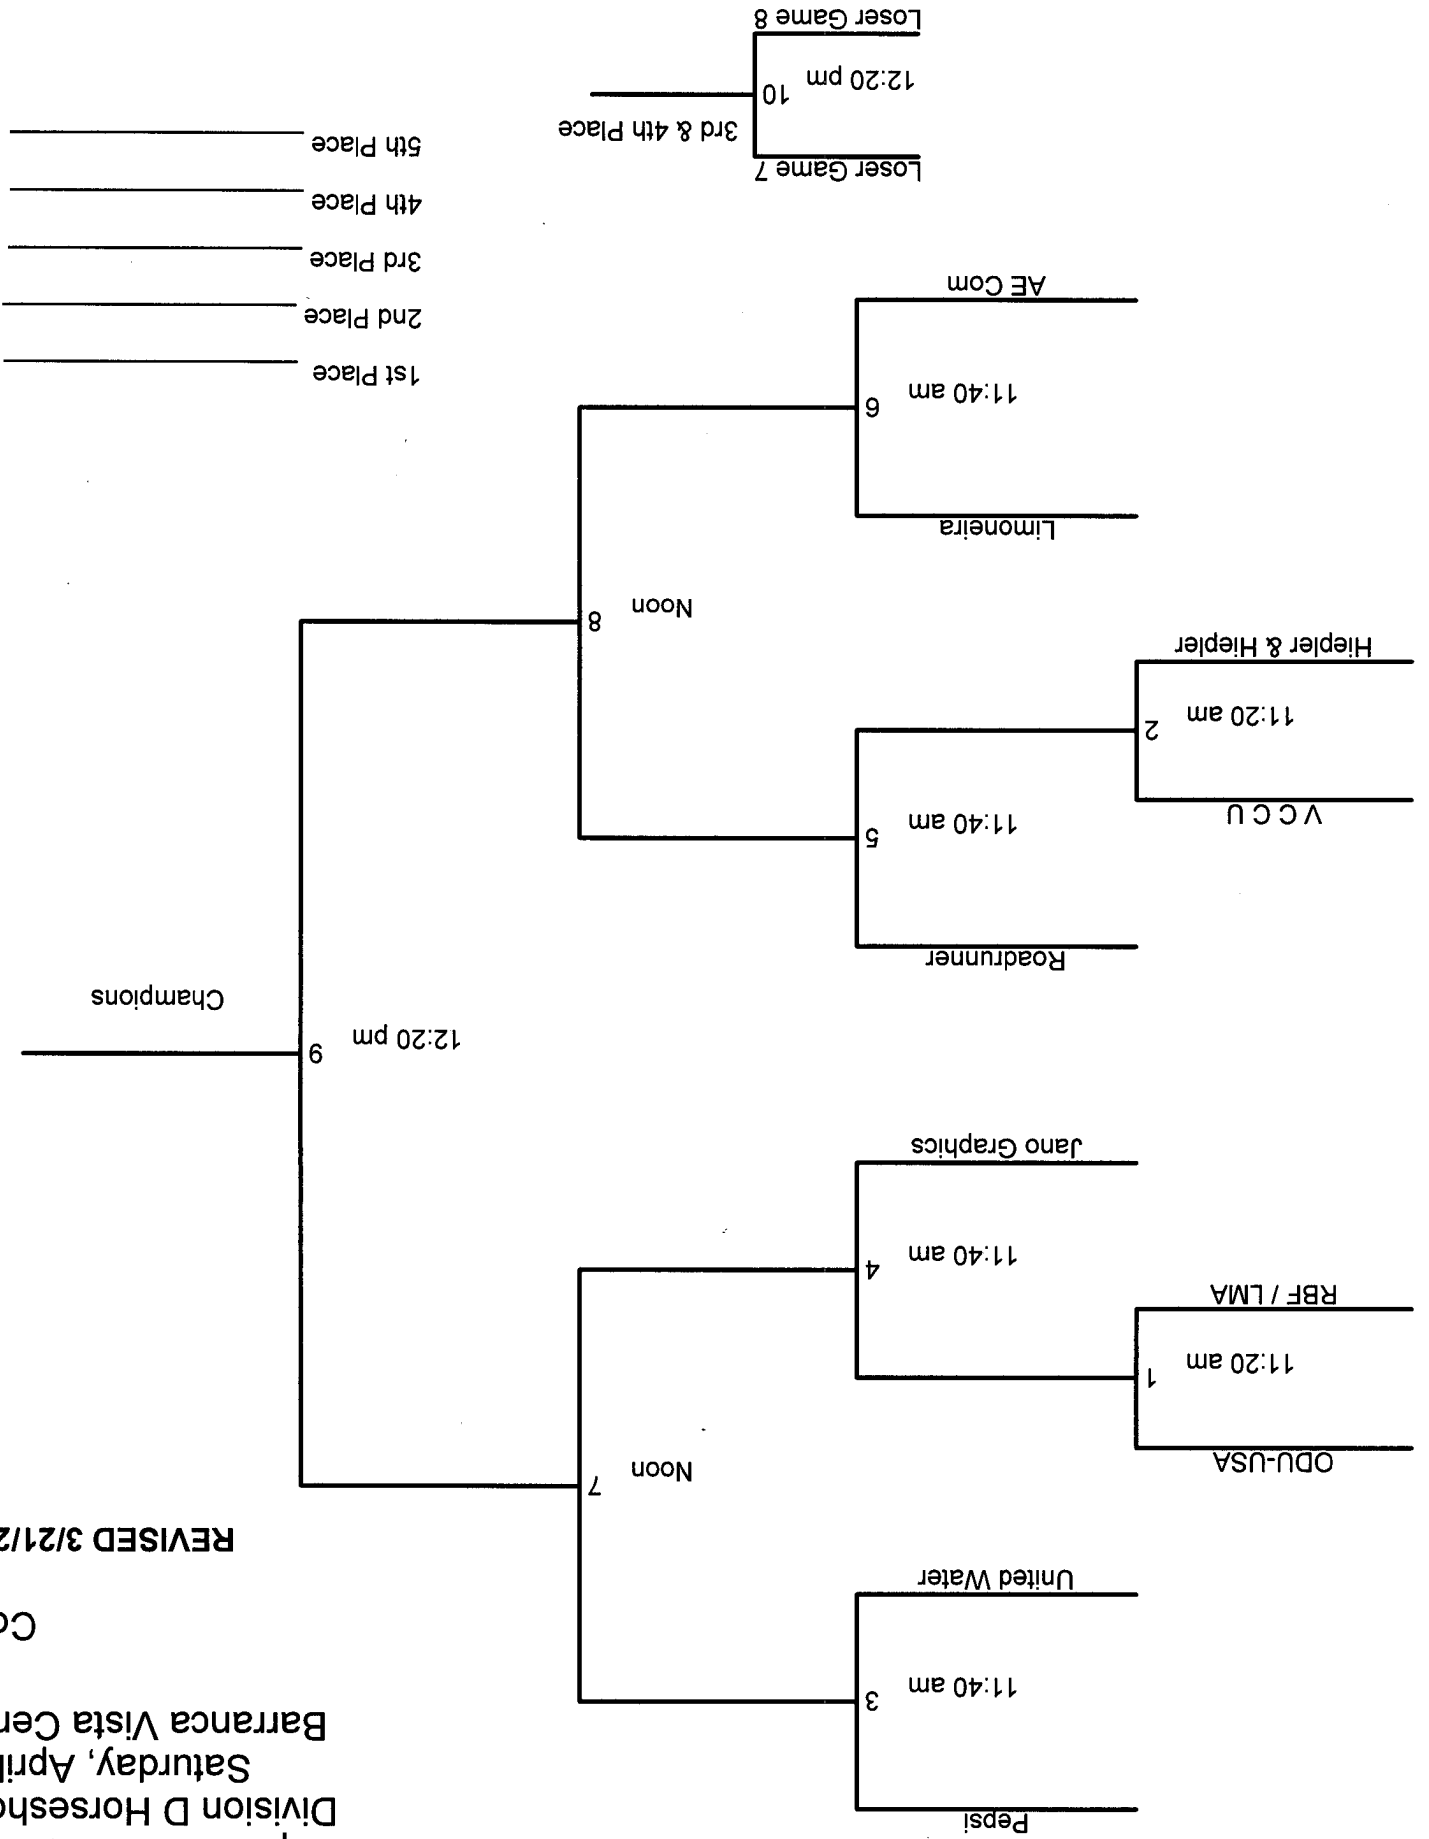 Division D Horsesho
Saturday, April
Barranca Vista Cen
Co
REVISED 3/21/2
Pepsi
11:40 am
3
United Water
Noon
7
ODU-USA
11:20 am
1
RBF / LMA
11:40 am
4
Jano Graphics
12:20 pm
9
Champions
Roadrunner
11:40 am
5
V C C U
11:20 am
2
Hiepler & Hiepler
Noon
8
Limoneira
11:40 am
6
AE Com
1st Place
2nd Place
3rd Place
4th Place
5th Place
Loser Game 7
12:20 pm
10
3rd & 4th Place
Loser Game 8